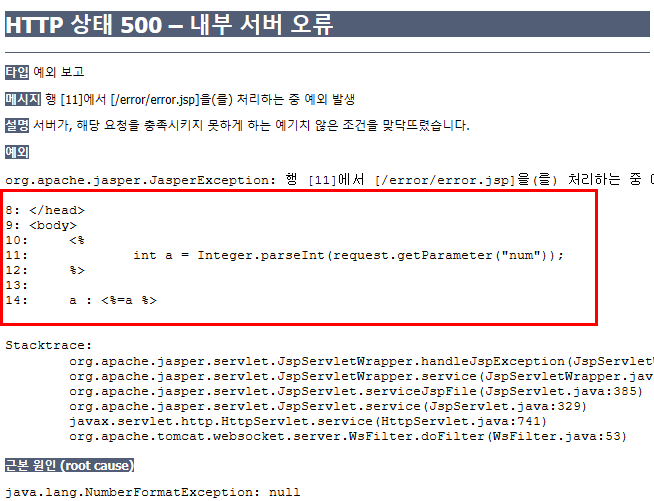 HTTP 상태 500 – 내부 서버 오류
타입 예외 보고
메시지 행 [11]에서 [/error/error.jsp]을(를) 처리하는 중 예외 발생
설명 서버가, 해당 요청을 충족시키지 못하게 하는 예기치 않은 조건을 맞닥뜨렸습니다.
예외
org.apache.jasper.JasperException: 행 [11]에서 [/error/error.jsp]을(를) 처리하는 중
8: </head>
9: <body>
10: <%
11: int a = Integer.parseInt(request.getParameter("num"));
12: %>
13:
14: a : <%=a %>
Stacktrace:
org.apache.jasper.servlet.JspServletWrapper.handleJspException(JspServlet
org.apache.jasper.servlet.JspServletWrapper.service(JspServletWrapper.jav
org.apache.jasper.servlet.JspServlet.serviceJspFile(JspServlet.java:385)
org.apache.jasper.servlet.JspServlet.service(JspServlet.java:329)
javax.servlet.http.HttpServlet.service(HttpServlet.java:741)
org.apache.tomcat.websocket.server.WsFilter.doFilter(WsFilter.java:53)
근본 원인 (root cause)
java.lang.NumberFormatException: null